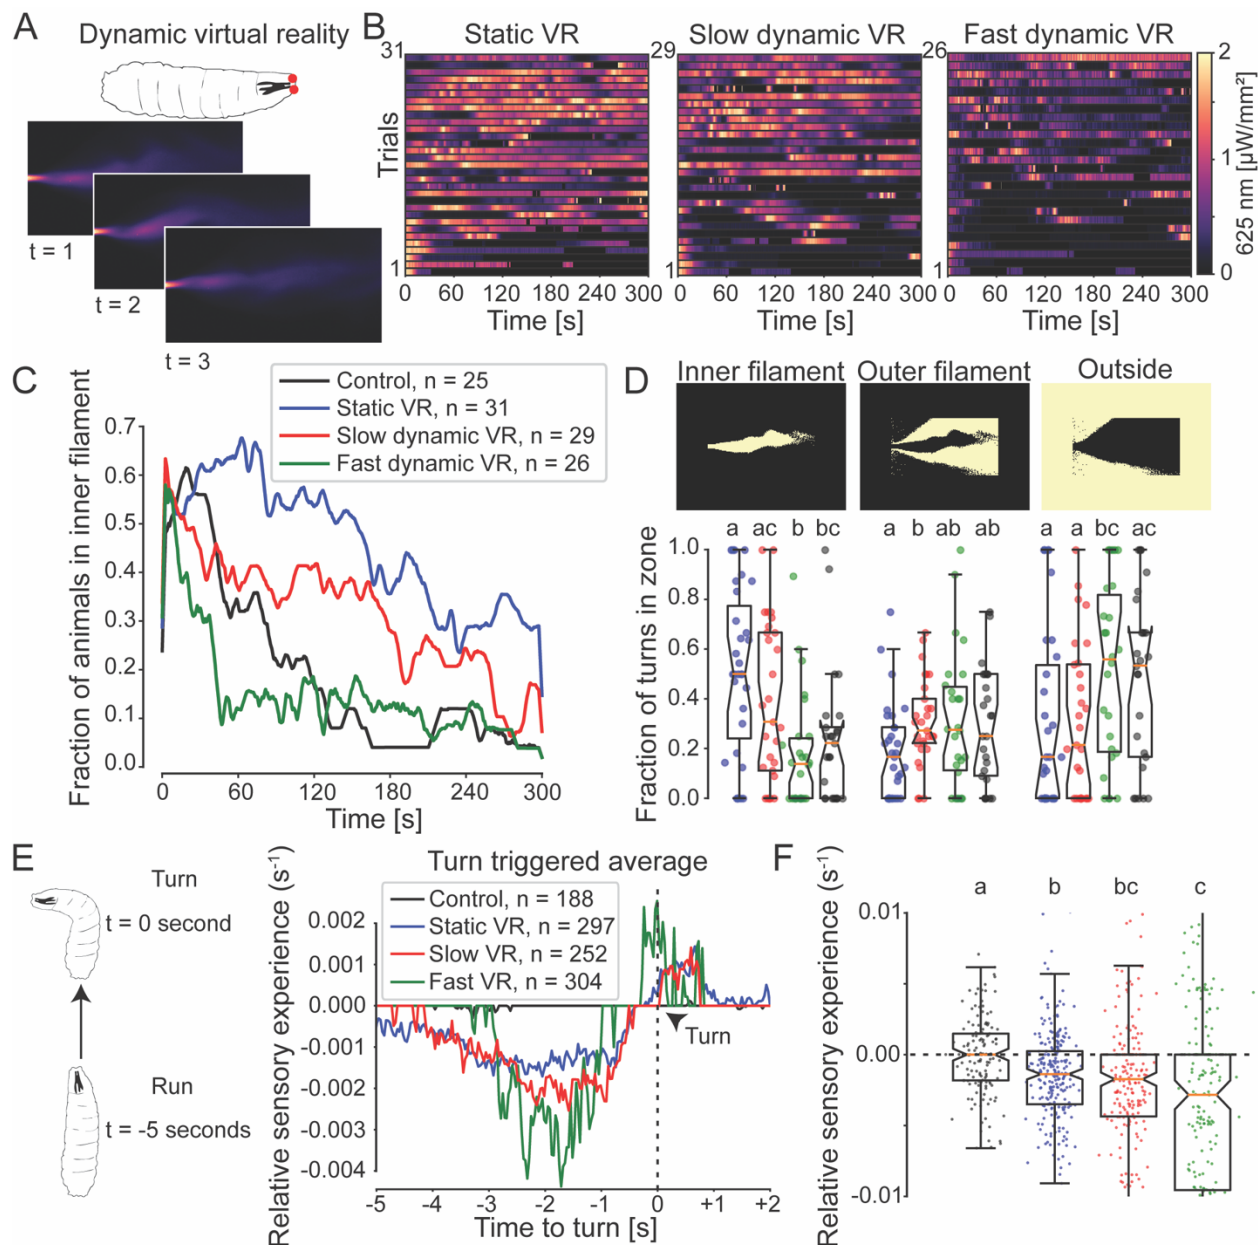 A
Dynamic virtual reality
t = 1
t = 2
t = 3
B
Static VR
Slow dynamic VR
Fast dynamic VR
31
29
26
Trials
1
1
1
0 60 120 180 240 300
0 60 120 180 240 300
0 60 120 180 240 300
Time [s]
Time [s]
Time [s]
2
1
0
625 nm [µW/mm²]
C
Control, n = 25
Static VR, n = 31
Slow dynamic VR, n = 29
Fast dynamic VR, n = 26
Fraction of animals in inner filament
0.7
0.6
0.5
0.4
0.3
0.2
0.1
0.0
0 60 120 180 240 300
Time [s]
D
Inner filament
Outer filament
Outside
a ac b bc
a b ab ab
a a bc ac
Fraction of turns in zone
1.0
0.8
0.6
0.4
0.2
0.0
E
Turn
t = 0 second
Run
t = -5 seconds
Turn triggered average
Control, n = 188
Static VR, n = 297
Slow VR, n = 252
Fast VR, n = 304
Turn
Relative sensory experience (s⁻¹)
0.002
0.001
0.000
-0.001
-0.002
-0.003
-0.004
-5 -4 -3 -2 -1 0 +1 +2
Time to turn [s]
F
a b bc c
Relative sensory experience (s⁻¹)
0.01
0.00
-0.01